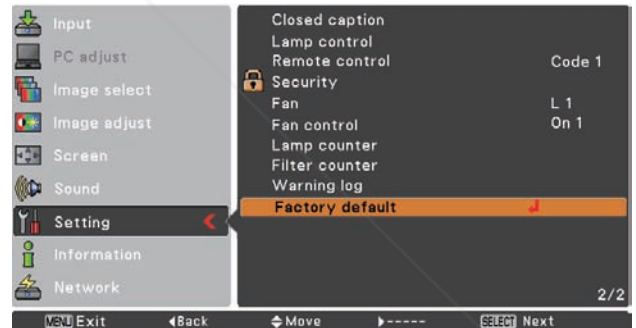 Input
PC adjust
Image select
Image adjust
Screen
Sound
Setting
Information
Network
Closed caption
Lamp control
Remote control Code 1
Security
Fan L 1
Fan control On 1
Lamp counter
Filter counter
Warning log
Factory default
2/2
MENU Exit Back Move ----- SELECT Next